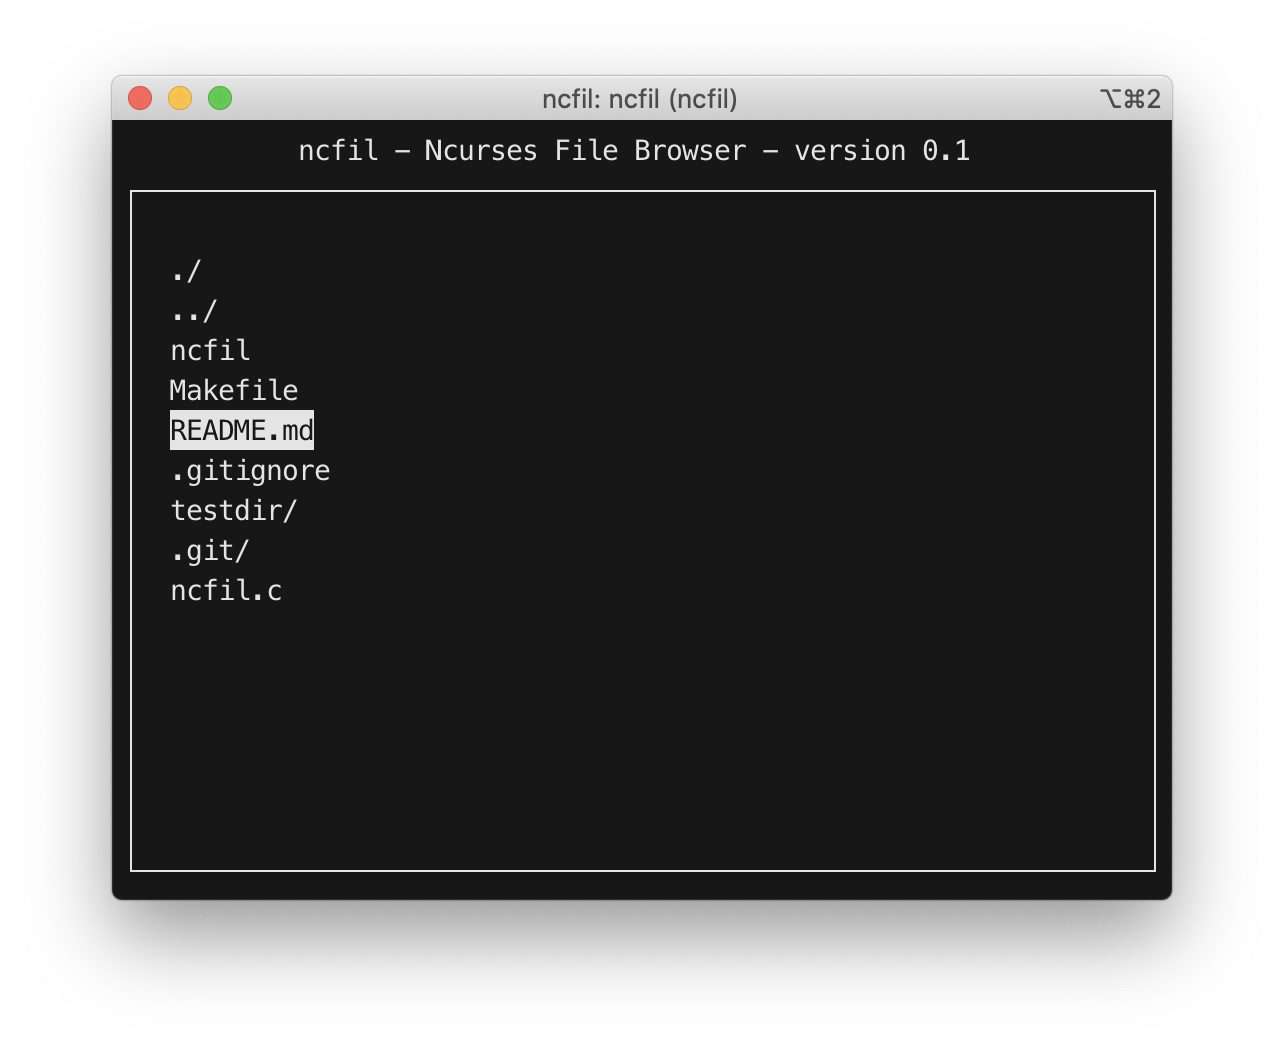 ncfil: ncfil (ncfil) ⌥⌘2
ncfil – Ncurses File Browser – version 0.1
./
../
ncfil
Makefile
README.md
.gitignore
testdir/
.git/
ncfil.c